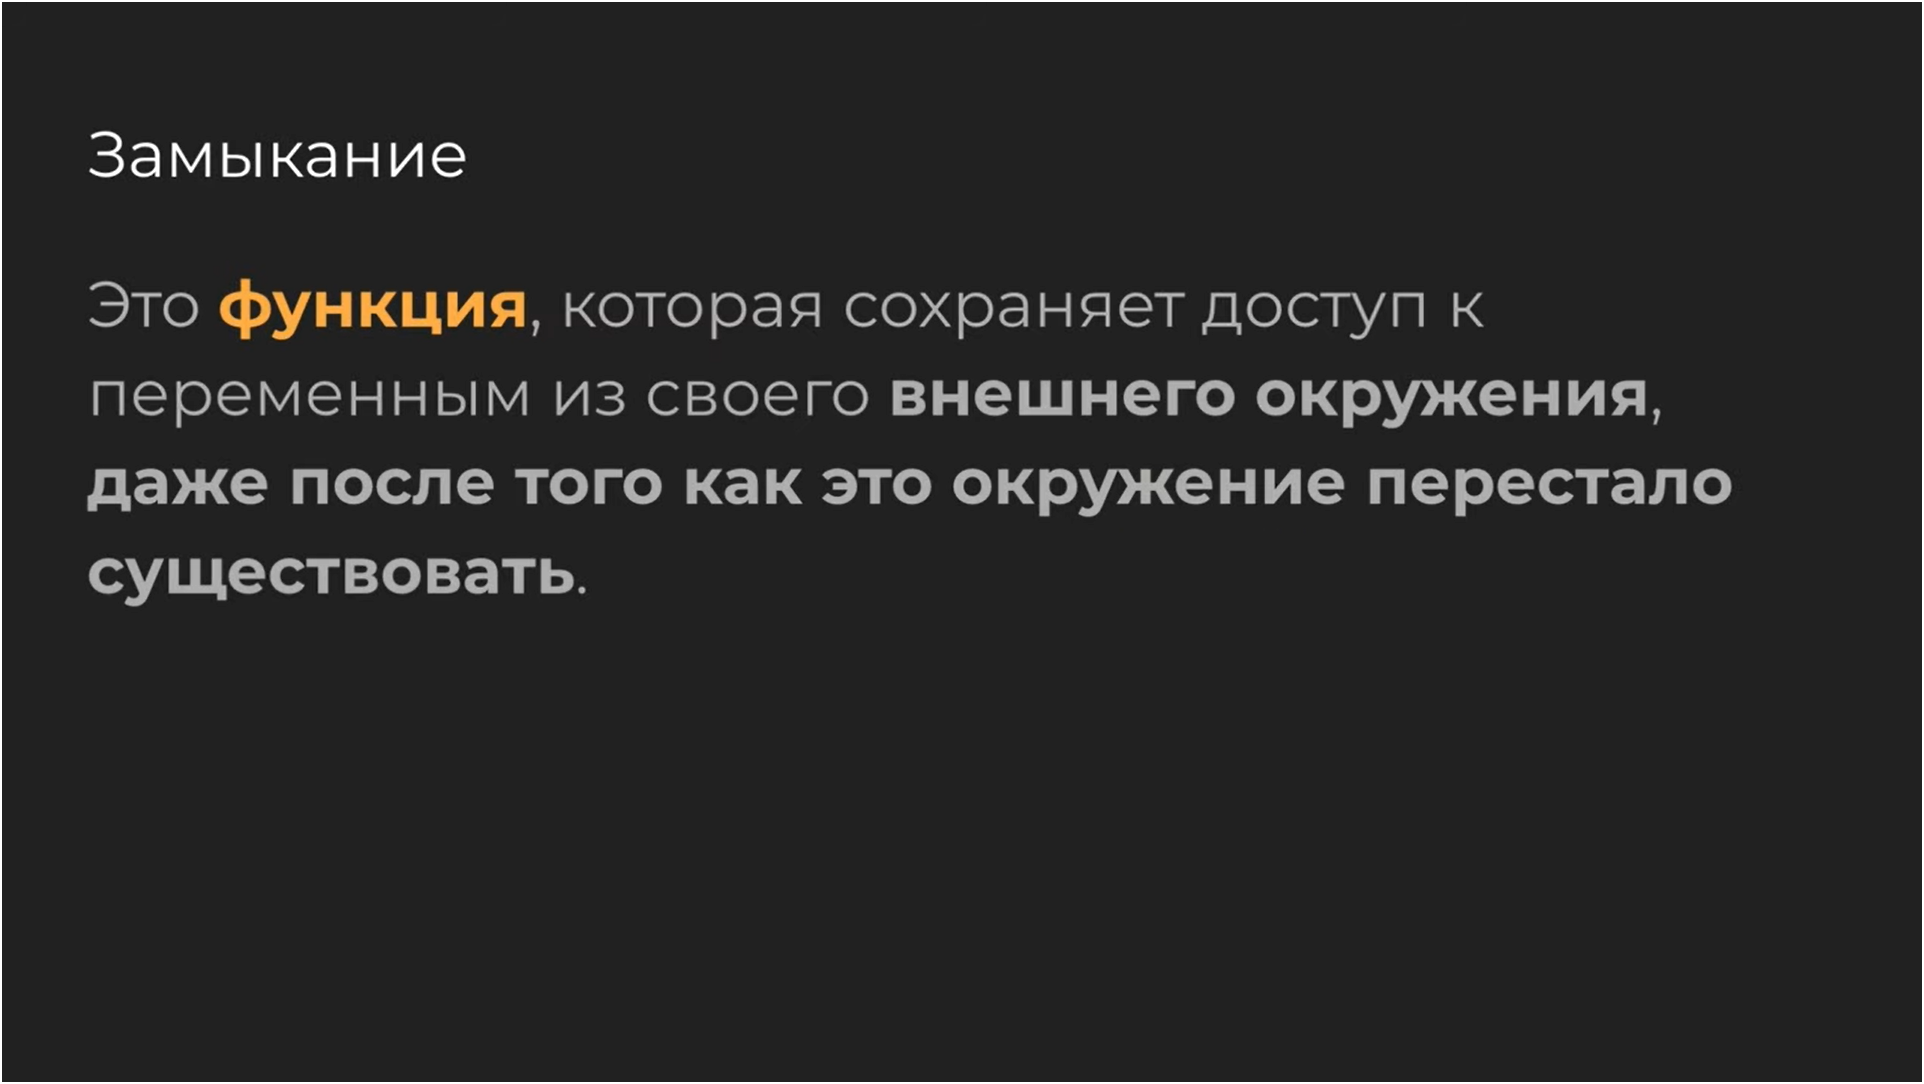 Замыкание
Это функция, которая сохраняет доступ к
переменным из своего внешнего окружения,
даже после того как это окружение перестало
существовать.